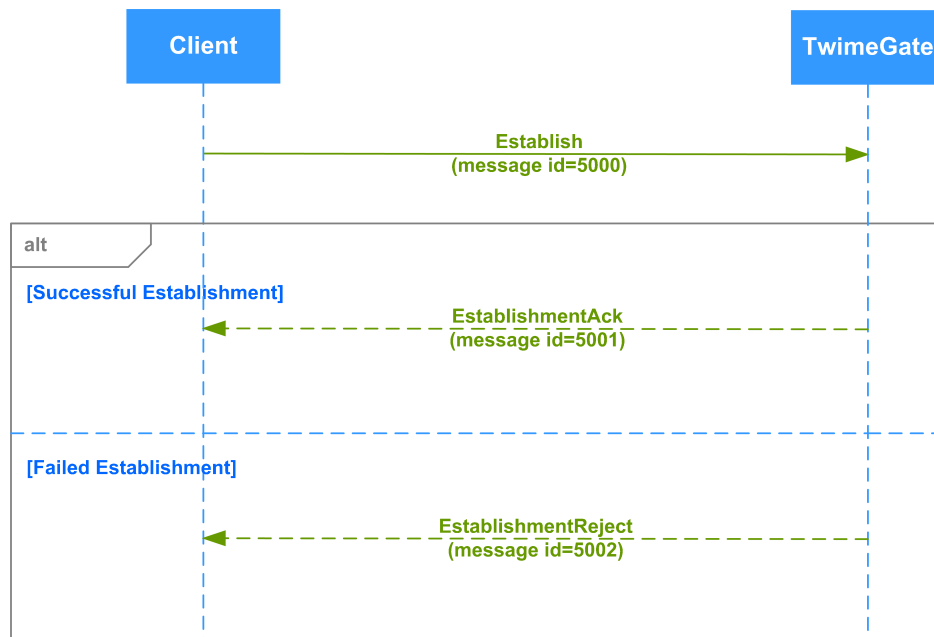 Client
TwimeGate
Establish
(message id=5000)
alt
[Successful Establishment]
EstablishmentAck
(message id=5001)
[Failed Establishment]
EstablishmentReject
(message id=5002)